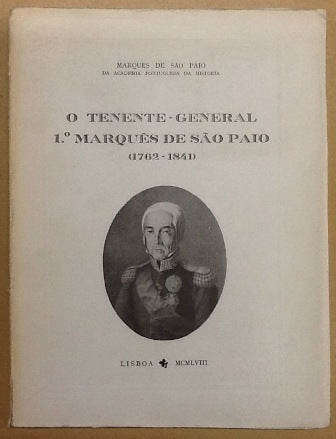 MARQUÊS DE SÃO PAIO
DA ACADEMIA PORTUGUESA DA HISTÓRIA
O TENENTE-GENERAL
1.º MARQUÊS DE SÃO PAIO
(1762-1841)
LISBOA MCMLVIII